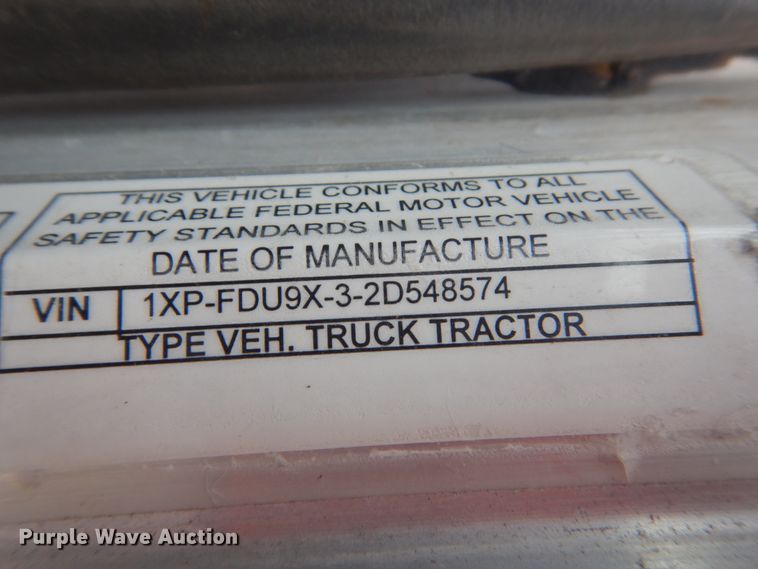 THIS VEHICLE CONFORMS TO ALL
APPLICABLE FEDERAL MOTOR VEHICLE
SAFETY STANDARDS IN EFFECT ON THE
DATE OF MANUFACTURE
VIN 1XP-FDU9X-3-2D548574
TYPE VEH. TRUCK TRACTOR
Purple Wave Auction